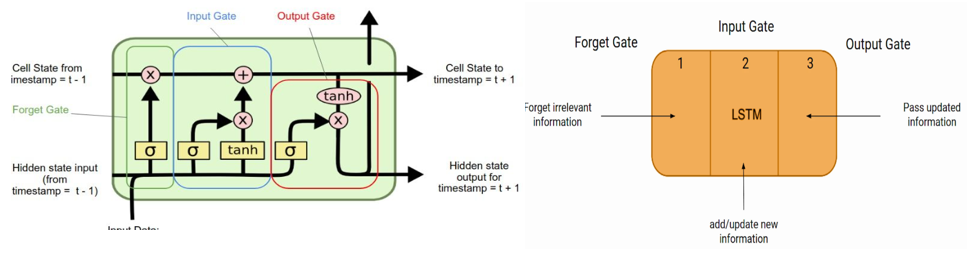 Input Gate
Output Gate
Cell State from
imestamp = t - 1
Cell State to
timestamp = t + 1
Forget Gate
x
+
tanh
x
x
σ
σ
tanh
σ
Hidden state input
(from
timestamp = t - 1)
Hidden state
output for
timestamp = t + 1
Input Data:
Input Gate
Forget Gate
Output Gate
1
2
3
Forget irrelevant
information
LSTM
Pass updated
information
add/update new
information